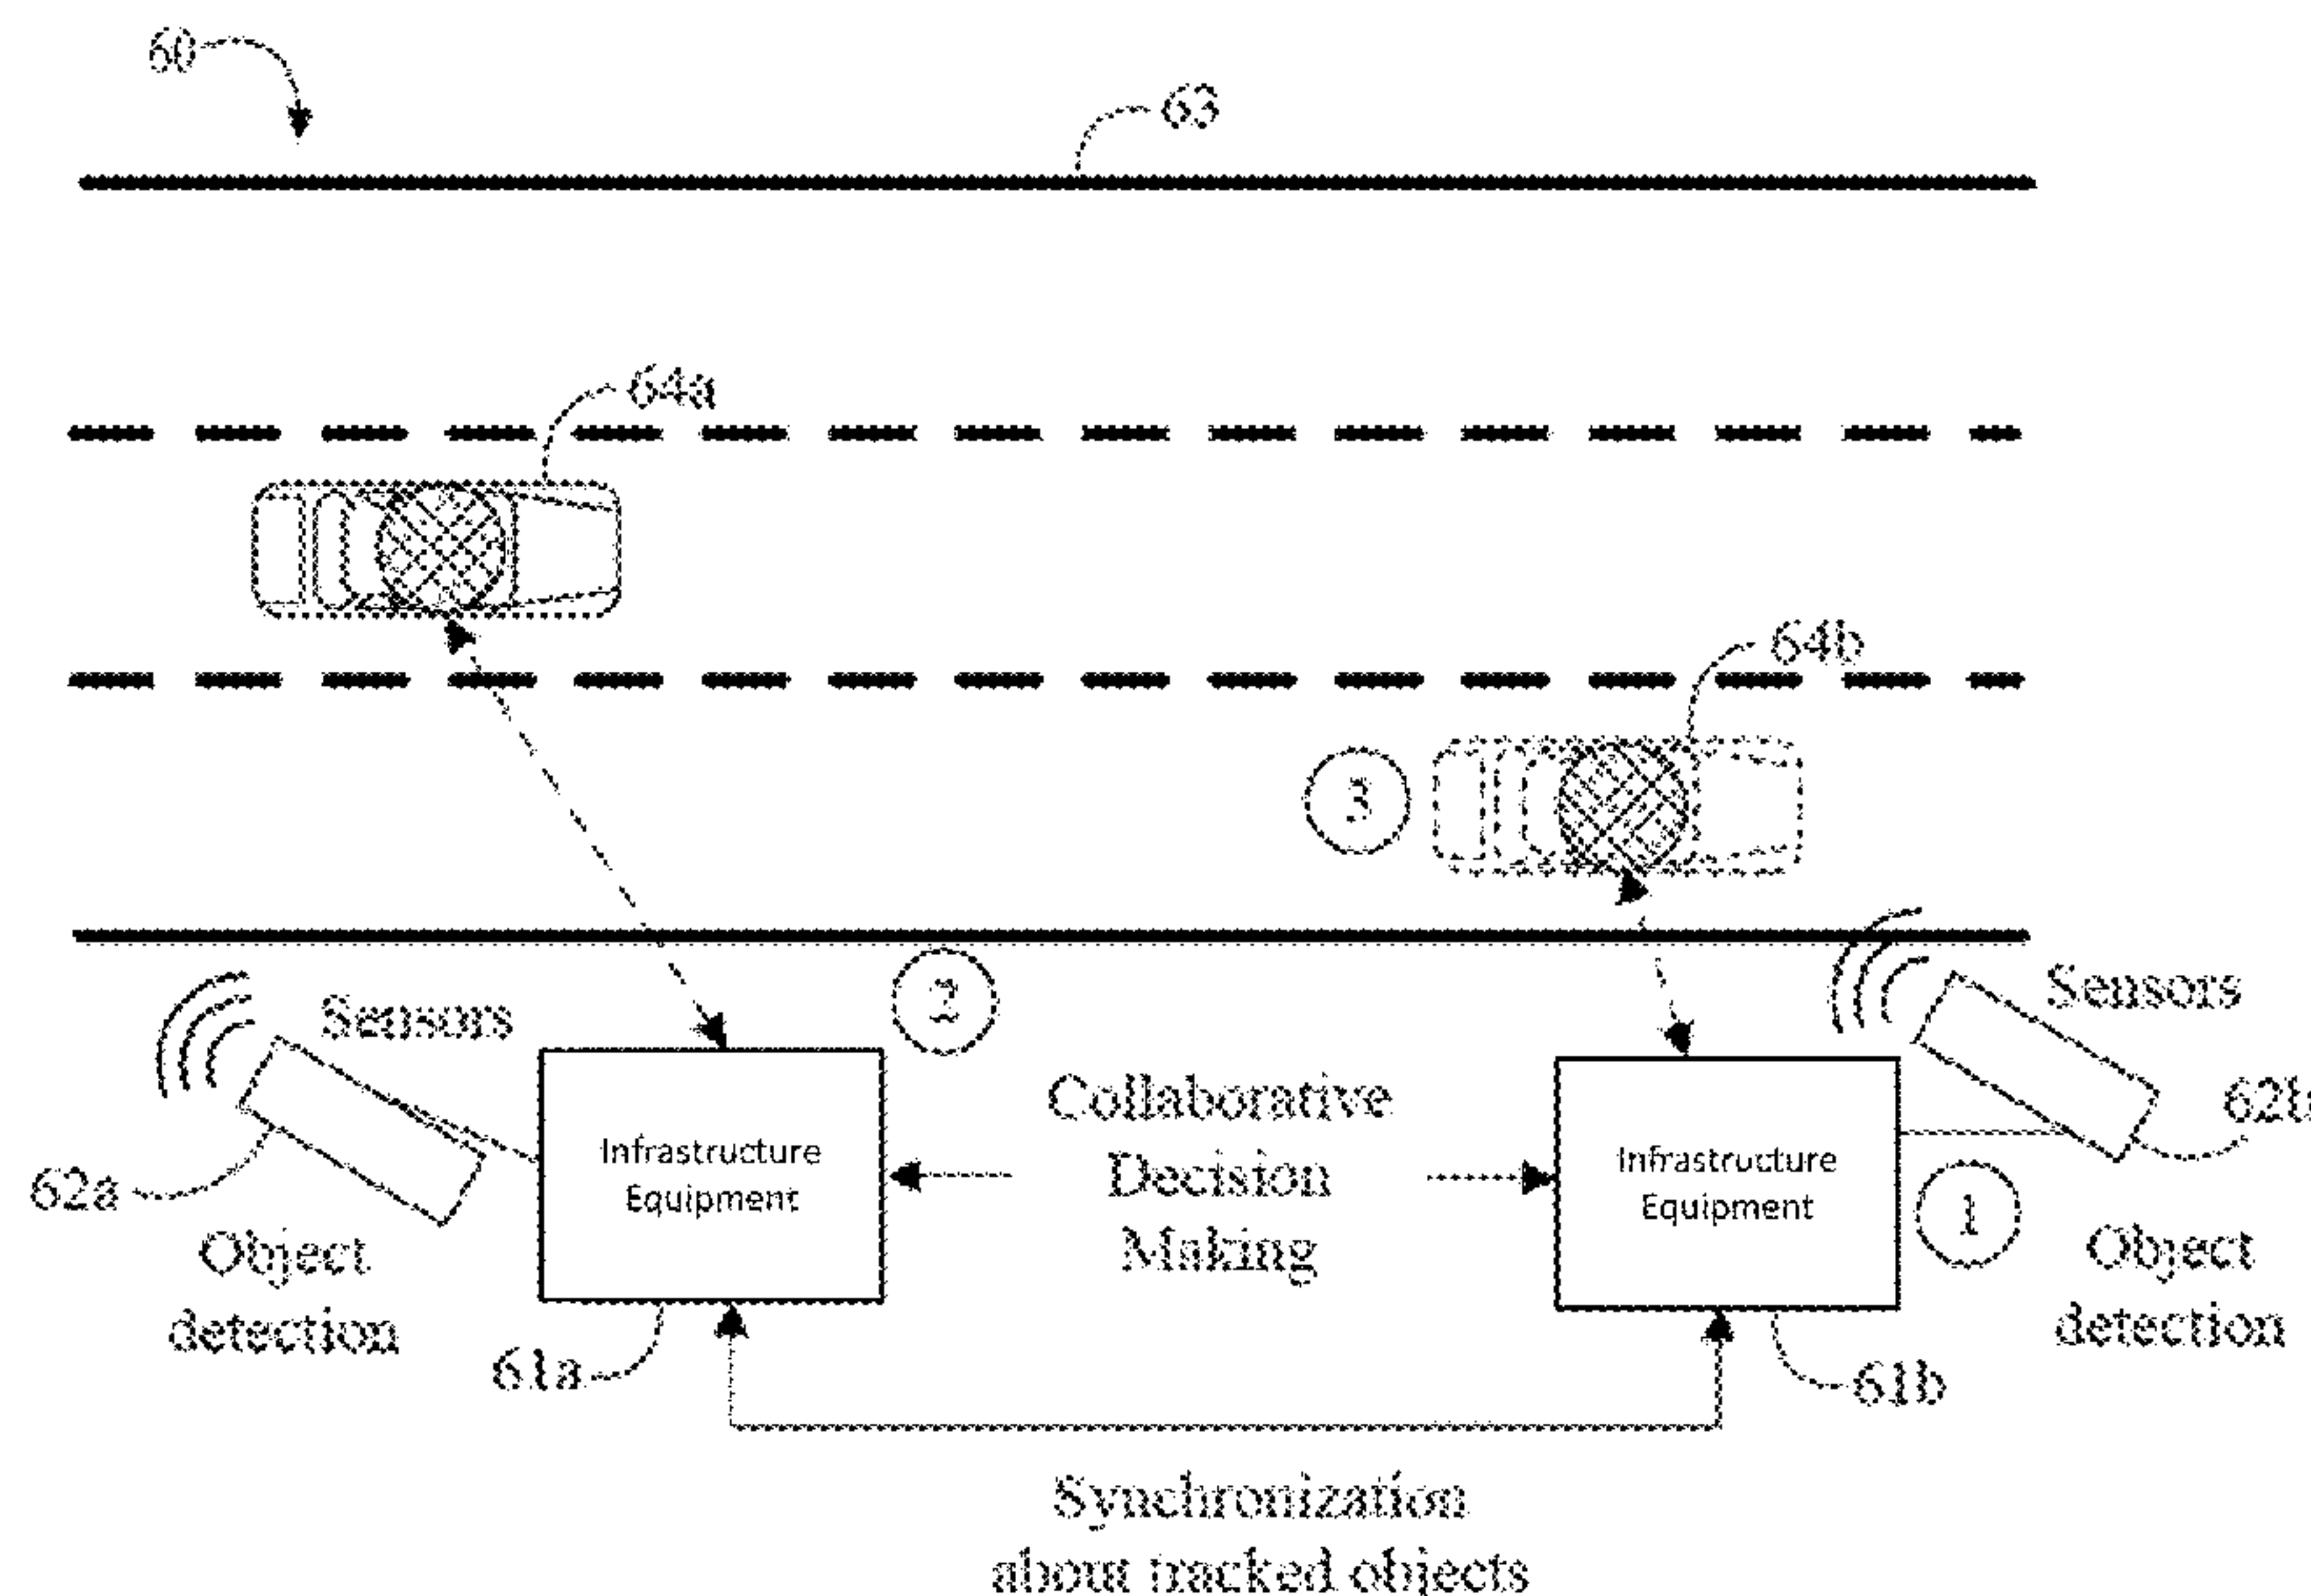 60
63
64a
64b
3
2
Sensors
Sensors
Collaborative
Decision
Making
Infrastructure
Equipment
Infrastructure
Equipment
62a
62b
1
Object
detection
Object
detection
61a
61b
Synchronization
about tracked objects